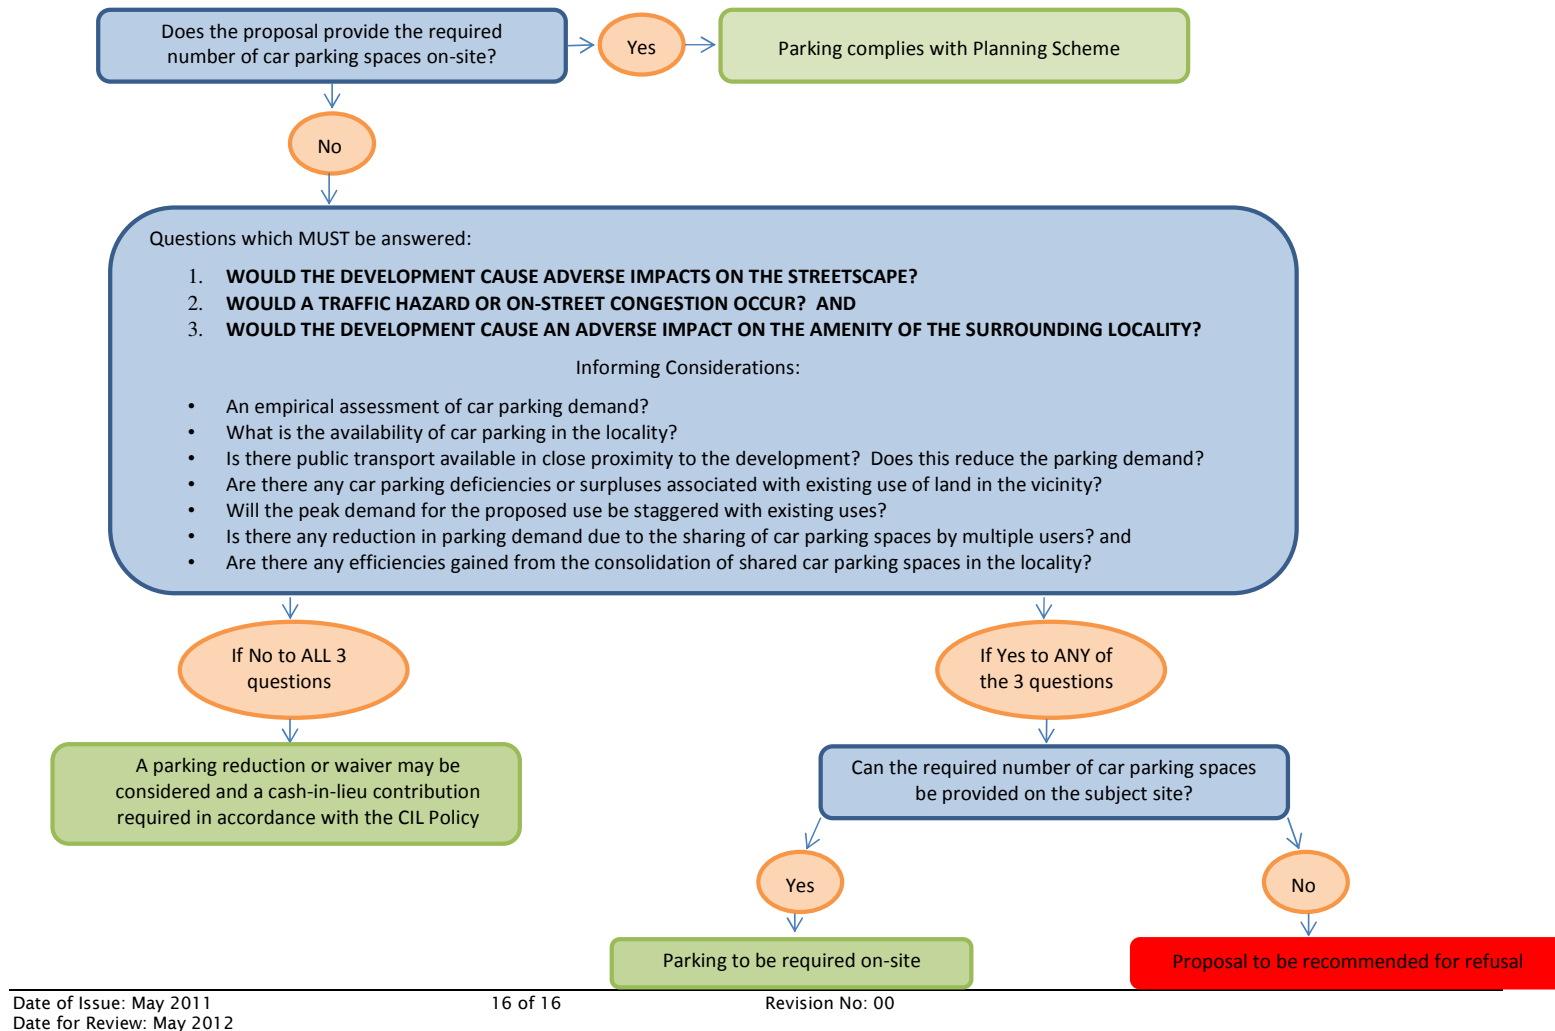 Does the proposal provide the required
number of car parking spaces on-site?
Yes
Parking complies with Planning Scheme
No
Questions which MUST be answered:
1. WOULD THE DEVELOPMENT CAUSE ADVERSE IMPACTS ON THE STREETSCAPE?
2. WOULD A TRAFFIC HAZARD OR ON-STREET CONGESTION OCCUR? AND
3. WOULD THE DEVELOPMENT CAUSE AN ADVERSE IMPACT ON THE AMENITY OF THE SURROUNDING LOCALITY?
Informing Considerations:
• An empirical assessment of car parking demand?
• What is the availability of car parking in the locality?
• Is there public transport available in close proximity to the development? Does this reduce the parking demand?
• Are there any car parking deficiencies or surpluses associated with existing use of land in the vicinity?
• Will the peak demand for the proposed use be staggered with existing uses?
• Is there any reduction in parking demand due to the sharing of car parking spaces by multiple users? and
• Are there any efficiencies gained from the consolidation of shared car parking spaces in the locality?
If No to ALL 3
questions
If Yes to ANY of
the 3 questions
A parking reduction or waiver may be
considered and a cash-in-lieu contribution
required in accordance with the CIL Policy
Can the required number of car parking spaces
be provided on the subject site?
Yes
No
Parking to be required on-site
Proposal to be recommended for refusal
Date of Issue: May 2011 16 of 16 Revision No: 00
Date for Review: May 2012